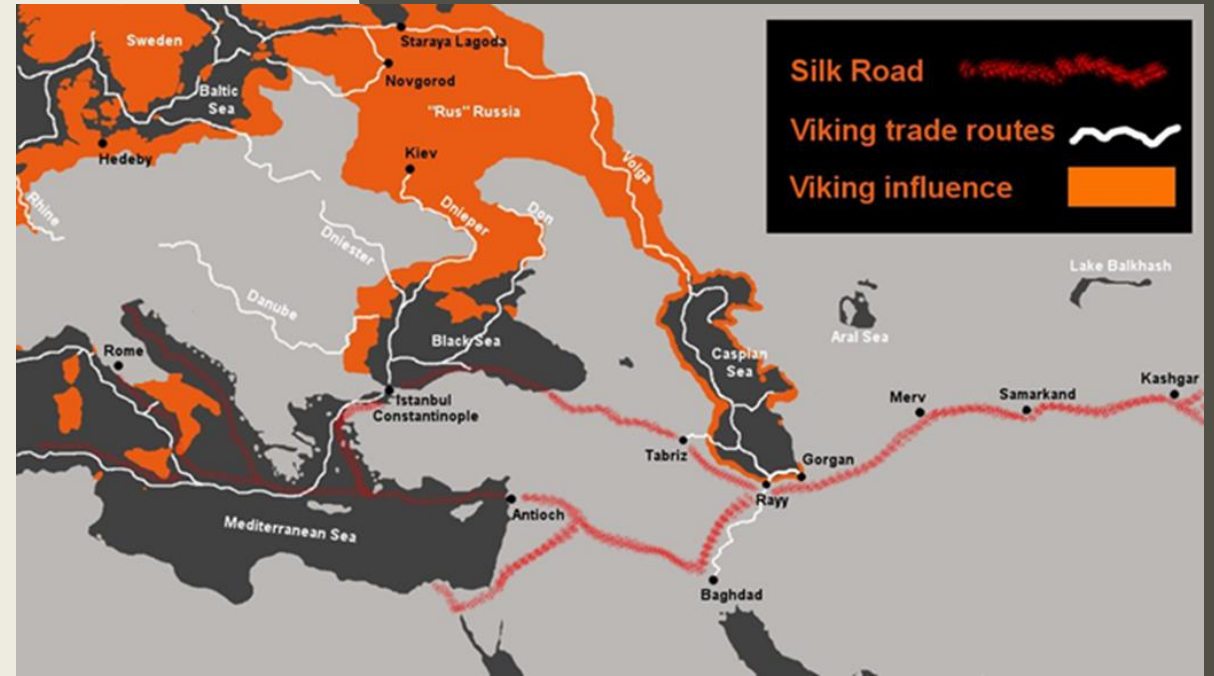 Sweden
Staraya Lagoda
Novgorod
Baltic
Sea
"Rus" Russia
Hedeby
Kiev
Volga
Rhine
Dnieper
Don
Dniester
Danube
Black Sea
Rome
Istanbul
Constantinople
Caspian
Sea
Aral Sea
Lake Balkhash
Merv
Samarkand
Kashgar
Tabriz
Gorgan
Rayy
Antioch
Mediterranean Sea
Baghdad
Silk Road
Viking trade routes
Viking influence